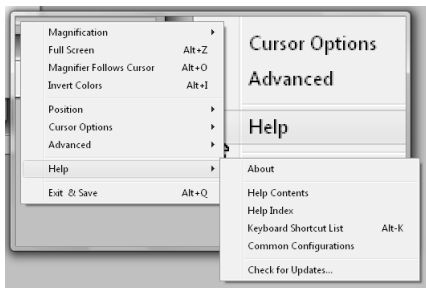 Magnification
Full Screen Alt+Z
Magnifier Follows Cursor Alt+O
Invert Colors Alt+I
Position
Cursor Options
Advanced
Help
Exit & Save Alt+Q
Cursor Options
Advanced
Help
About
Help Contents
Help Index
Keyboard Shortcut List Alt-K
Common Configurations
Check for Updates...